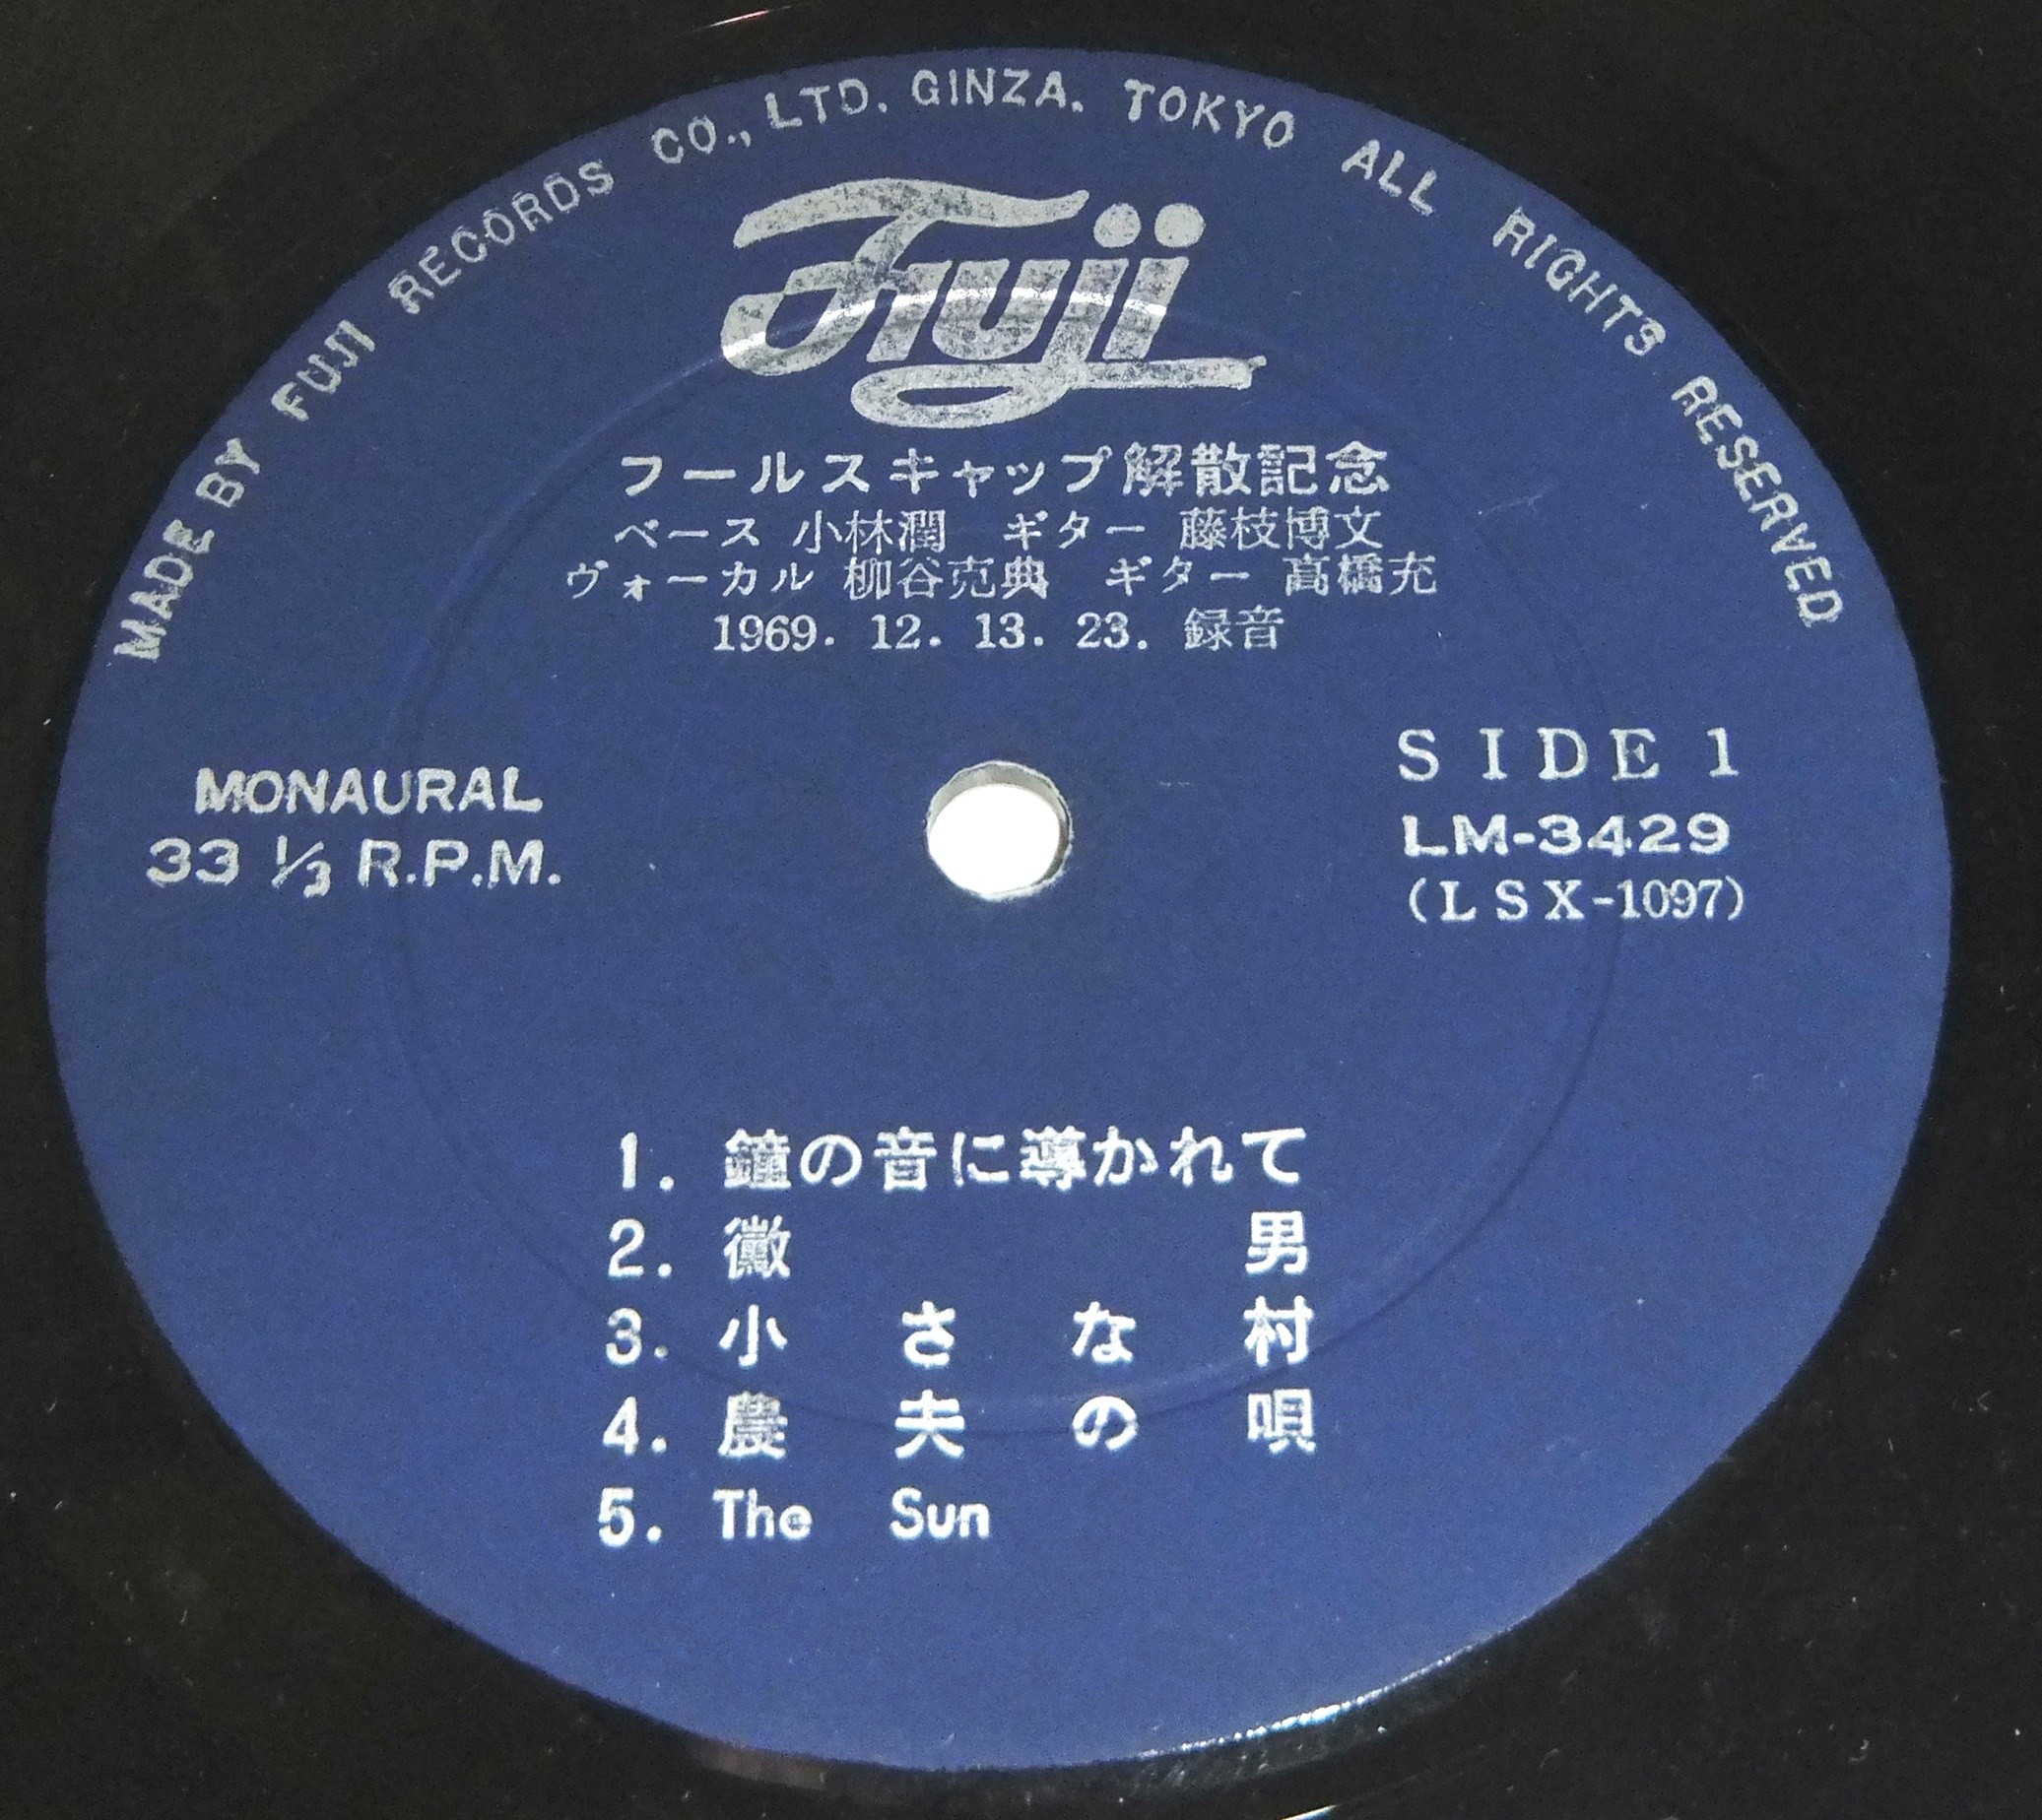 MADE BY FUJI RECORDS CO., LTD. GINZA. TOKYO ALL RIGHTS RESERVED
Fuji
フールスキャップ解散記念
ベース 小林潤 ギター 藤枝博文
ヴォーカル 柳谷克典 ギター 高橋充
1969. 12. 13. 23. 録音
MONAURAL
33 1/3 R.P.M.
SIDE 1
LM-3429
(LSX-1097)
1. 鐘の音に導かれて
2. 黴 男
3. 小さな村
4. 農夫の唄
5. The Sun